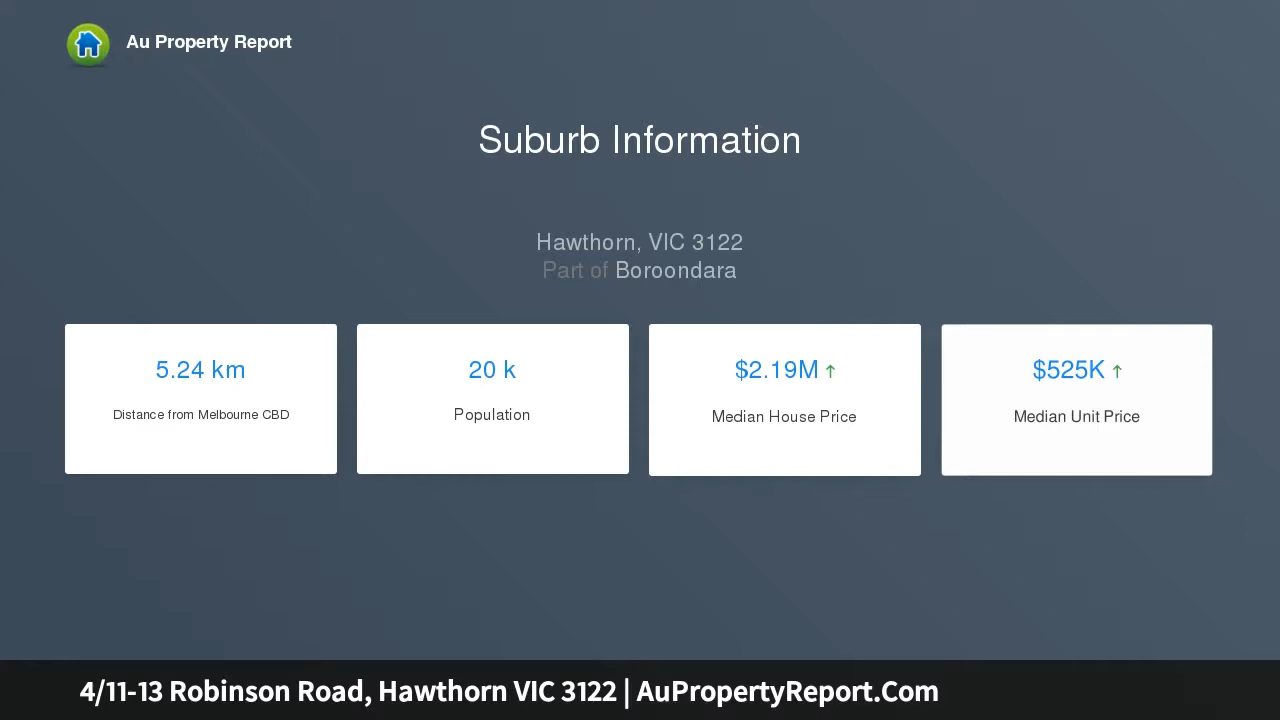 Au Property Report
Suburb Information
Hawthorn, VIC 3122
Part of Boroondara
5.24 km
Distance from Melbourne CBD
20 k
Population
$2.19M ↑
Median House Price
$525K ↑
Median Unit Price
4/11-13 Robinson Road, Hawthorn VIC 3122 | AuPropertyReport.Com